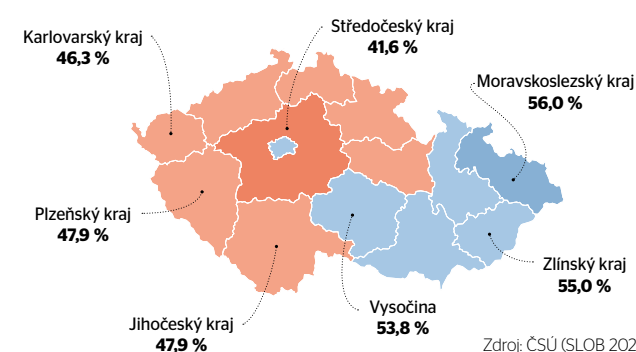 Karlovarský kraj
46,3 %
Středočeský kraj
41,6 %
Moravskoslezský kraj
56,0 %
Plzeňský kraj
47,9 %
Zlínský kraj
55,0 %
Jihočeský kraj
47,9 %
Vysočina
53,8 %
Zdroj: ČSÚ (SLOB 202